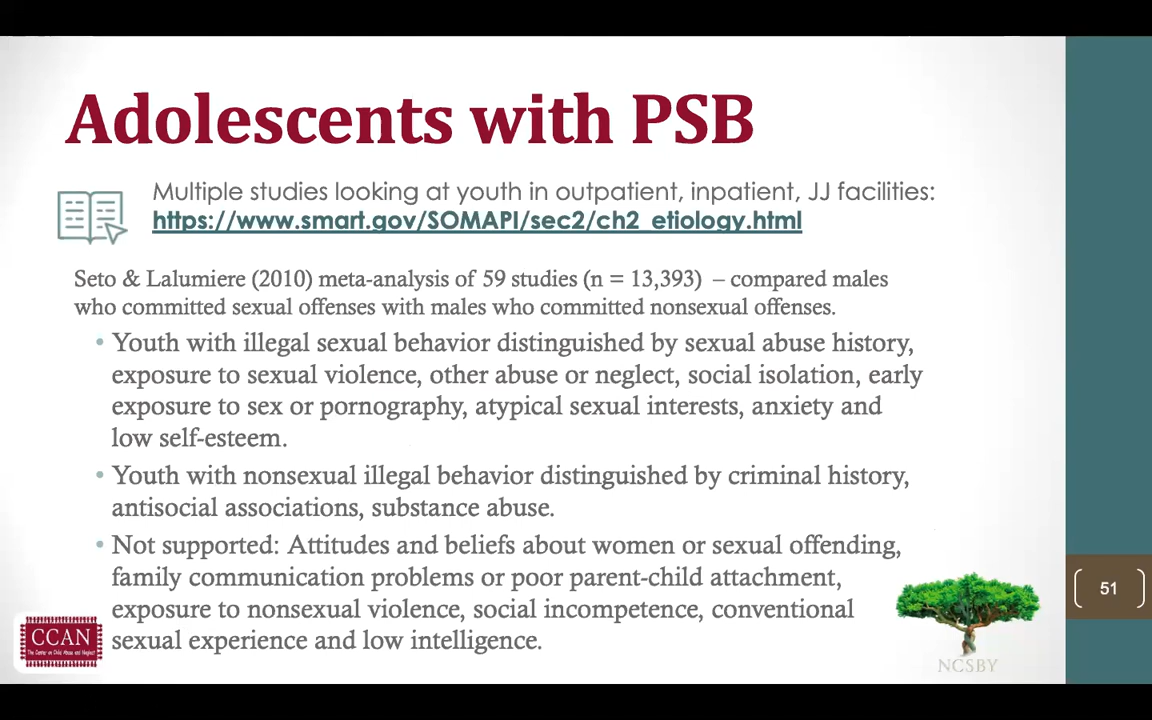 Adolescents with PSB
Multiple studies looking at youth in outpatient, inpatient, JJ facilities:
https://www.smart.gov/SOMAPI/sec2/ch2_etiology.html
Seto & Lalumiere (2010) meta-analysis of 59 studies (n = 13,393) – compared males
who committed sexual offenses with males who committed nonsexual offenses.
• Youth with illegal sexual behavior distinguished by sexual abuse history,
exposure to sexual violence, other abuse or neglect, social isolation, early
exposure to sex or pornography, atypical sexual interests, anxiety and
low self-esteem.
• Youth with nonsexual illegal behavior distinguished by criminal history,
antisocial associations, substance abuse.
• Not supported: Attitudes and beliefs about women or sexual offending,
family communication problems or poor parent-child attachment,
exposure to nonsexual violence, social incompetence, conventional
sexual experience and low intelligence.
51
CCAN
The Center on Child Abuse and Neglect
NCSBY